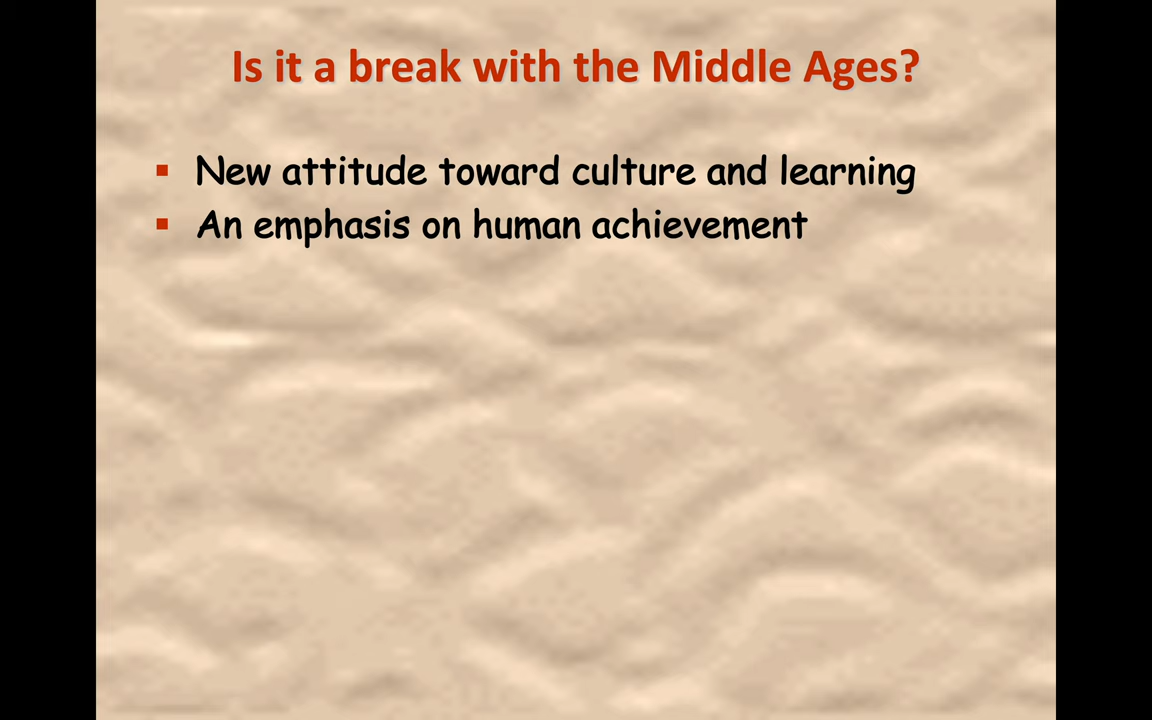 Is it a break with the Middle Ages?
▪ New attitude toward culture and learning
▪ An emphasis on human achievement